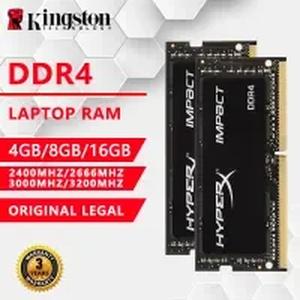 Kingston
TECHNOLOGY
DDR4
LAPTOP RAM
4GB/8GB/16GB
2400MHZ/2666MHZ
3000MHZ/3200MHZ
ORIGINAL LEGAL
3
YEARS
HYPERX IMPACT
DDR4
HYPERX IMPACT
DDR4